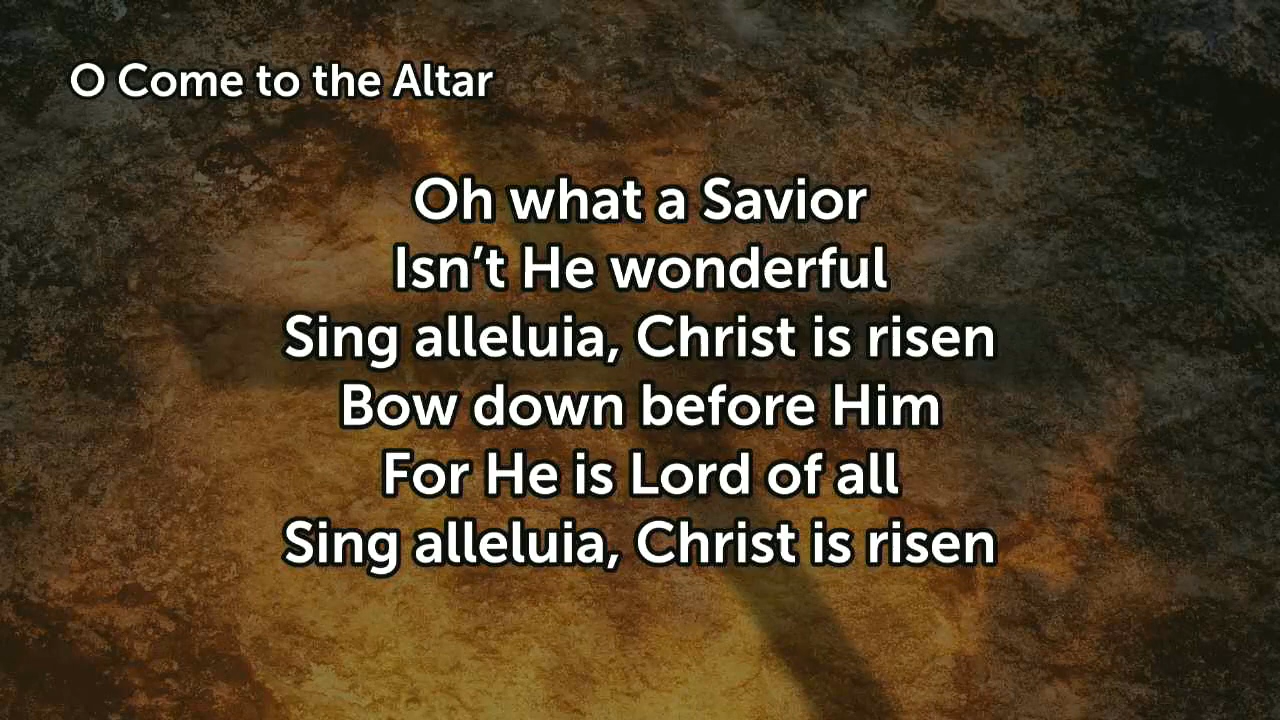 O Come to the Altar
Oh what a Savior
Isn’t He wonderful
Sing alleluia, Christ is risen
Bow down before Him
For He is Lord of all
Sing alleluia, Christ is risen